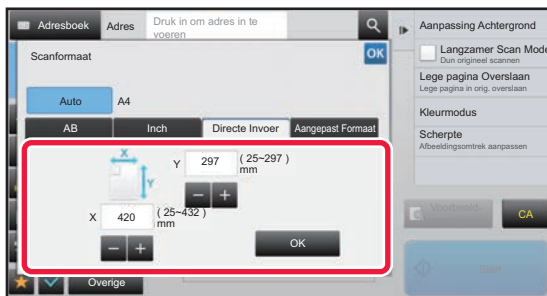 Adresboek
Adres
Druk in om adres in te
voeren
Aanpassing Achtergrond
Scanformaat
OK
Langzamer Scan Mode
Dun origineel scannen
Lege pagina Overslaan
Lege pagina in orig. overslaan
Auto
A4
Kleurmodus
AB
Inch
Directe Invoer
Aangepast Formaat
Scherpte
Afbeeldingsomtrek aanpassen
X
Y
Y
297
(25~297)
mm
X
420
(25~432)
mm
OK
Voorbeeld
CA
Overige
Start